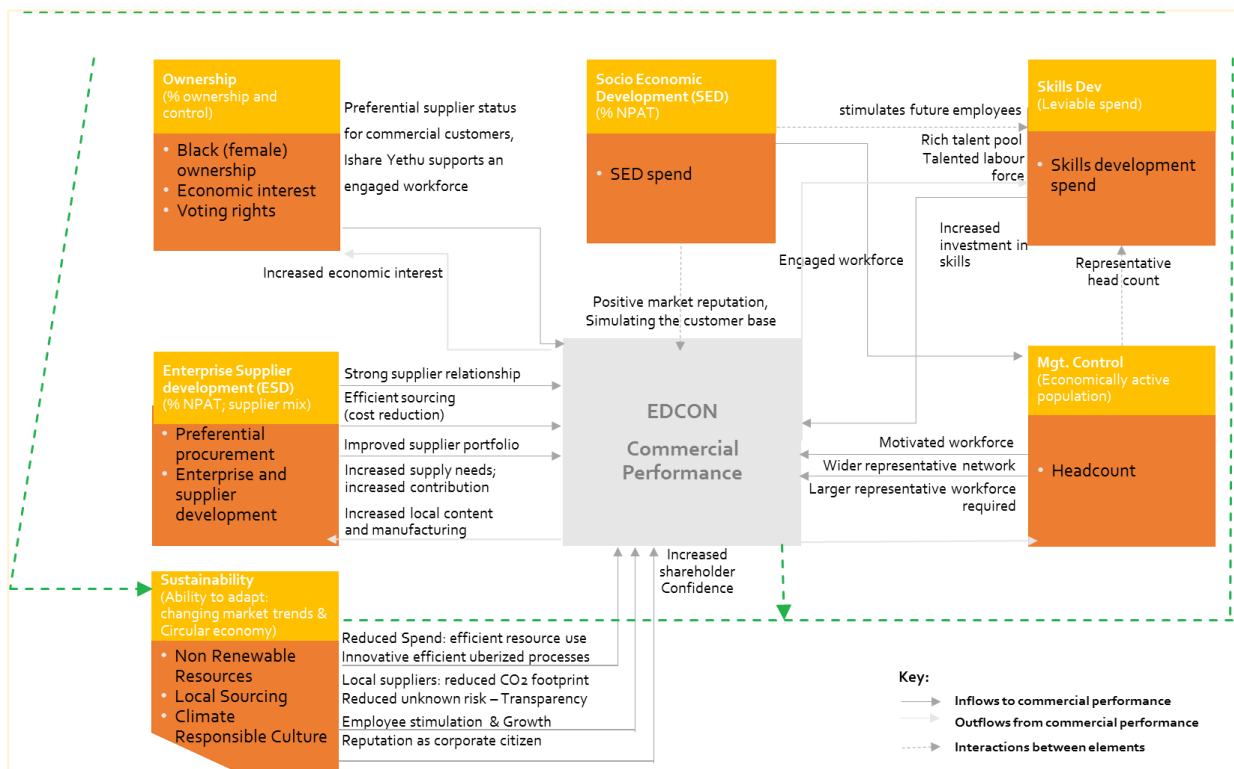 Ownership
(% ownership and
control)
• Black (female)
ownership
• Economic interest
• Voting rights
Preferential supplier status
for commercial customers,
Ishare Yethu supports an
engaged workforce
Increased economic interest
Socio Economic
Development (SED)
(% NPAT)
• SED spend
stimulates future employees
Rich talent pool
Talented labour
force
Skills Dev
(Leviable spend)
• Skills development
spend
Increased
investment in
skills
Engaged workforce
Representative
head count
Positive market reputation,
Simulating the customer base
Enterprise Supplier
development (ESD)
(% NPAT; supplier mix)
• Preferential
procurement
• Enterprise and
supplier
development
Strong supplier relationship
Efficient sourcing
(cost reduction)
Improved supplier portfolio
Increased supply needs;
increased contribution
Increased local content
and manufacturing
EDCON
Commercial
Performance
Mgt. Control
(Economically active
population)
• Headcount
Motivated workforce
Wider representative network
Larger representative workforce
required
Increased
shareholder
Confidence
Sustainability
(Ability to adapt:
changing market trends &
Circular economy)
• Non Renewable
Resources
• Local Sourcing
• Climate
Responsible Culture
Reduced Spend: efficient resource use
Innovative efficient uberized processes
Local suppliers: reduced CO2 footprint
Reduced unknown risk – Transparency
Employee stimulation & Growth
Reputation as corporate citizen
Key:
Inflows to commercial performance
Outflows from commercial performance
Interactions between elements